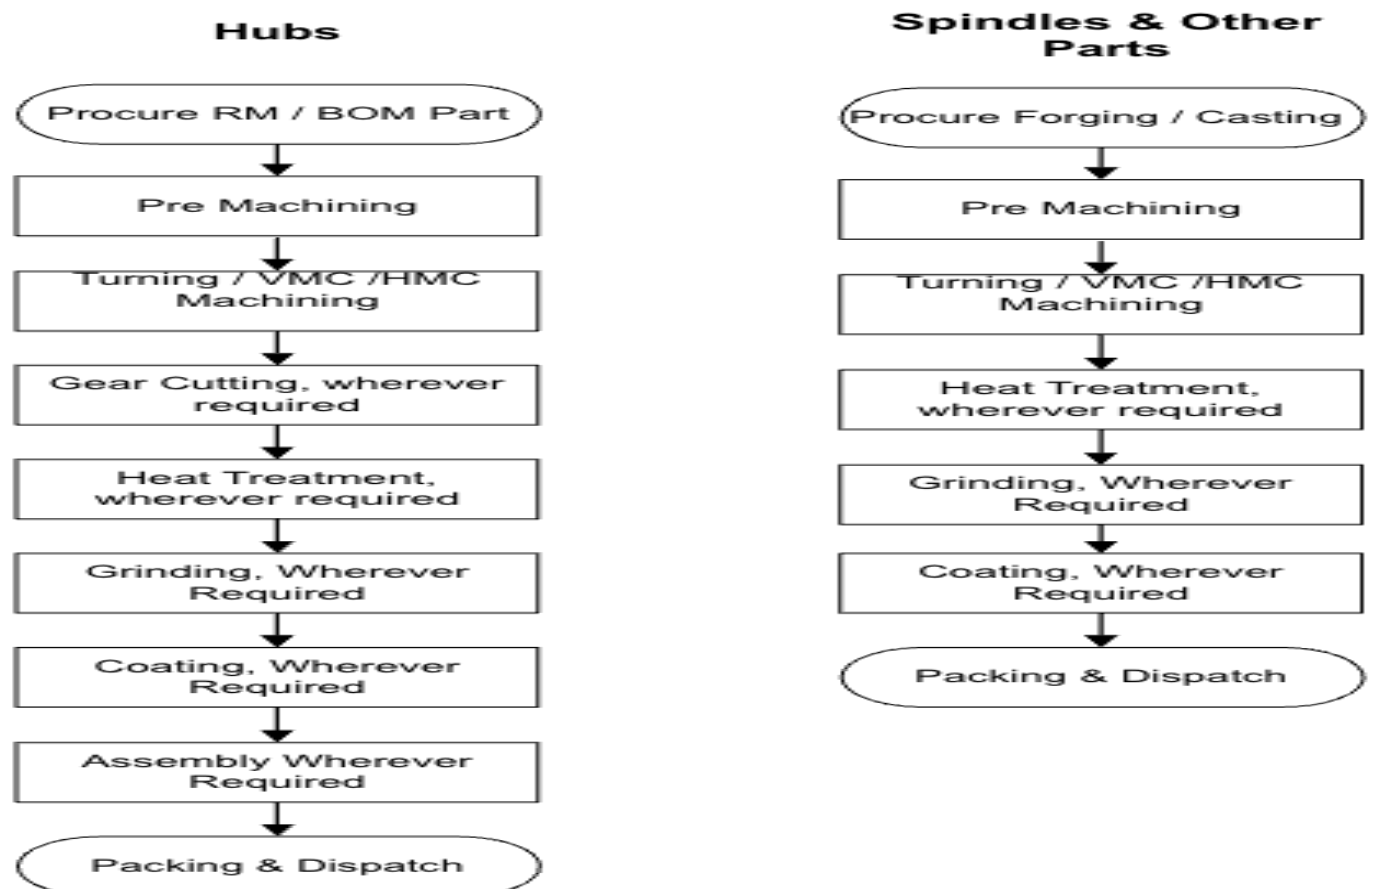 Hubs
Procure RM / BOM Part
Pre Machining
Turning / VMC /HMC
Machining
Gear Cutting, wherever
required
Heat Treatment,
wherever required
Grinding, Wherever
Required
Coating, Wherever
Required
Assembly Wherever
Required
Packing & Dispatch
Spindles & Other
Parts
Procure Forging / Casting
Pre Machining
Turning / VMC /HMC
Machining
Heat Treatment,
wherever required
Grinding, Wherever
Required
Coating, Wherever
Required
Packing & Dispatch